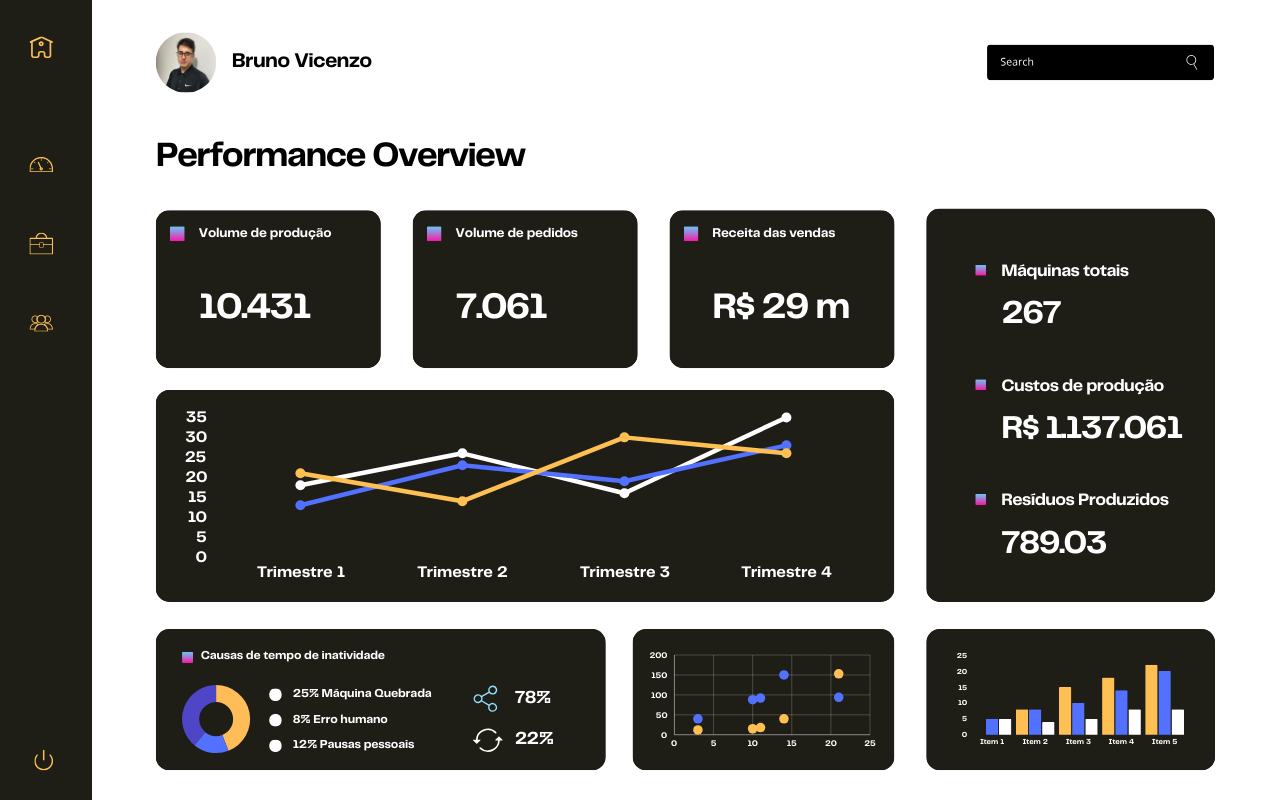 Bruno Vicenzo
Search
Performance Overview
Volume de produção
10.431
Volume de pedidos
7.061
Receita das vendas
R$ 29 m
Máquinas totais
267
Custos de produção
R$ 1.137.061
Resíduos Produzidos
789.03
35
30
25
20
15
10
5
0
Trimestre 1 Trimestre 2 Trimestre 3 Trimestre 4
Causas de tempo de inatividade
25% Máquina Quebrada
8% Erro humano
12% Pausas pessoais
78%
22%
200
150
100
50
0
0 5 10 15 20 25
25
20
15
10
5
0
Item 1 Item 2 Item 3 Item 4 Item 5